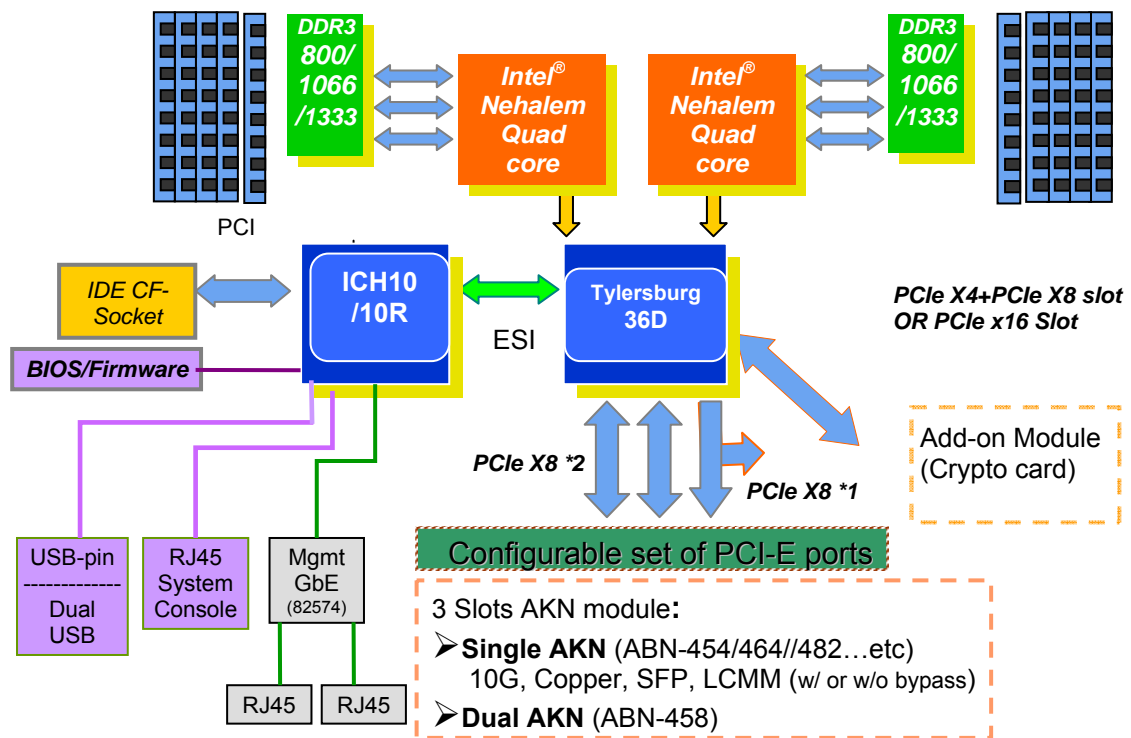 DDR3
800/
1066
/1333
Intel®
Nehalem
Quad
core
Intel®
Nehalem
Quad
core
DDR3
800/
1066
/1333
PCI
IDE CF-
Socket
ICH10
/10R
ESI
Tylersburg
36D
PCIe X4+PCIe X8 slot
OR PCIe x16 Slot
BIOS/Firmware
Add-on Module
(Crypto card)
PCIe X8 *2
PCIe X8 *1
USB-pin
-------------
Dual
USB
RJ45
System
Console
Mgmt
GbE
(82574)
RJ45
RJ45
Configurable set of PCI-E ports
3 Slots AKN module:
➢Single AKN (ABN-454/464//482…etc)
10G, Copper, SFP, LCMM (w/ or w/o bypass)
➢Dual AKN (ABN-458)